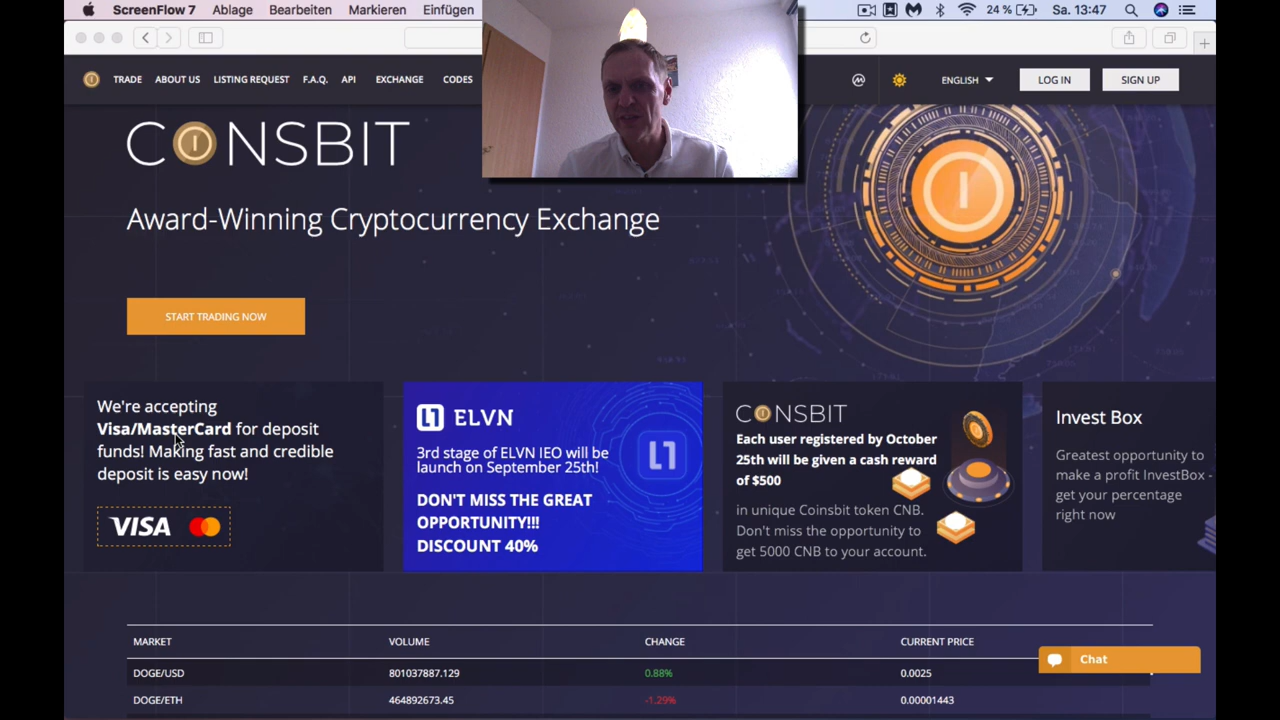 ScreenFlow 7 Ablage Bearbeiten Markieren Einfügen 24 % Sa. 13:47
TRADE ABOUT US LISTING REQUEST F.A.Q. API EXCHANGE CODES ENGLISH LOG IN SIGN UP
COINSBIT
Award-Winning Cryptocurrency Exchange
START TRADING NOW
We're accepting
Visa/MasterCard for deposit
funds! Making fast and credible
deposit is easy now!
VISA
ELVN
3rd stage of ELVN IEO will be
launch on September 25th!
DON'T MISS THE GREAT
OPPORTUNITY!!!
DISCOUNT 40%
COINSBIT
Each user registered by October
25th will be given a cash reward
of $500
in unique Coinsbit token CNB.
Don't miss the opportunity to
get 5000 CNB to your account.
Invest Box
Greatest opportunity to
make a profit InvestBox -
get your percentage
right now
MARKET VOLUME CHANGE CURRENT PRICE
DOGE/USD 801037887.129 0.88% 0.0025
DOGE/ETH 464892673.45 -1.29% 0.00001443
Chat